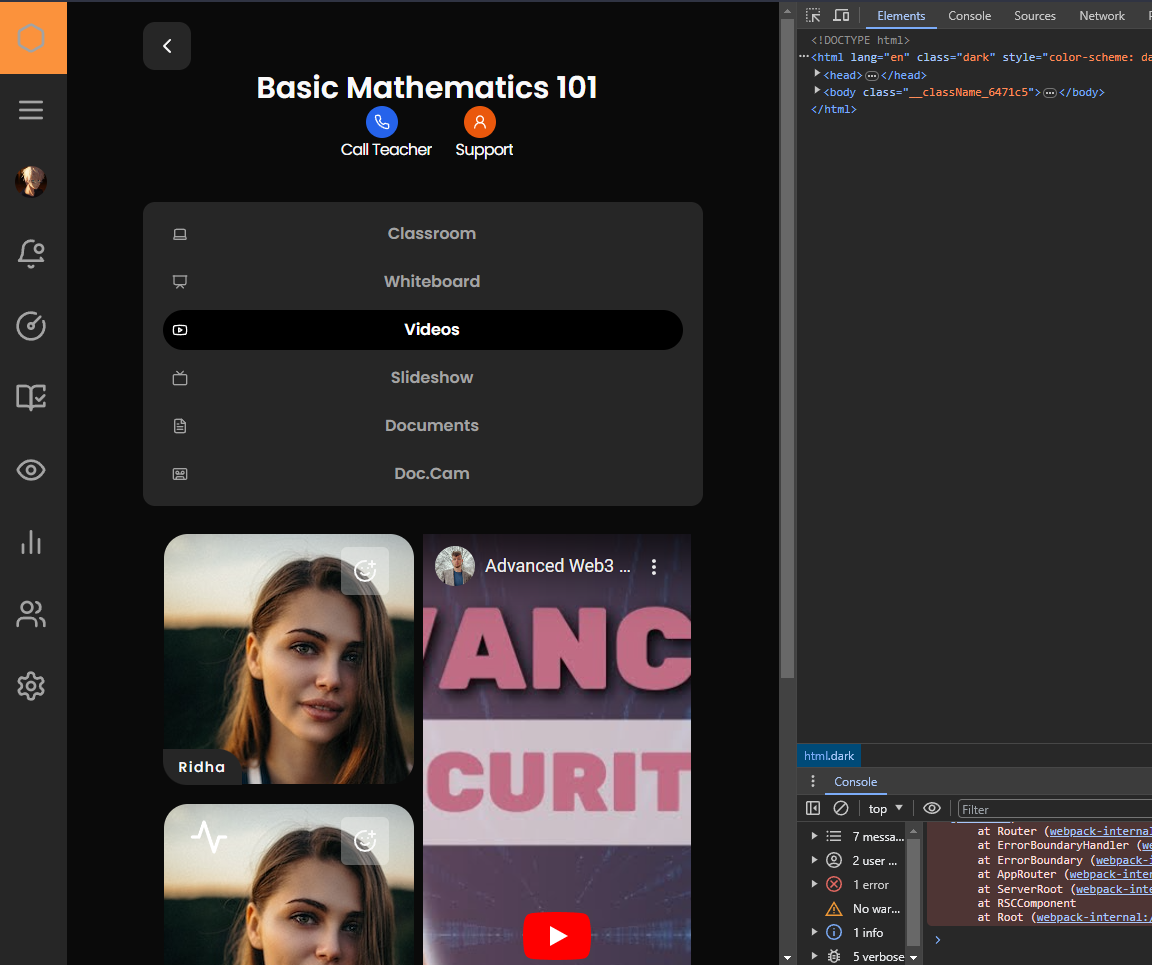 Basic Mathematics 101
Call Teacher
Support
Classroom
Whiteboard
Videos
Slideshow
Documents
Doc.Cam
Ridha
Advanced Web3 ...
VANC
CURIT
Elements Console Sources Network
<!DOCTYPE html>
<html lang="en" class="dark" style="color-scheme: da
<head> </head>
<body class="__className_6471c5"> </body>
</html>
html.dark
Console
top
Filter
7 messa...
2 user ...
1 error
No war...
1 info
5 verbose
at Router (webpack-internal
at ErrorBoundaryHandler (we
at ErrorBoundary (webpack-i
at AppRouter (webpack-inter
at ServerRoot (webpack-inte
at RSCComponent
at Root (webpack-internal:/